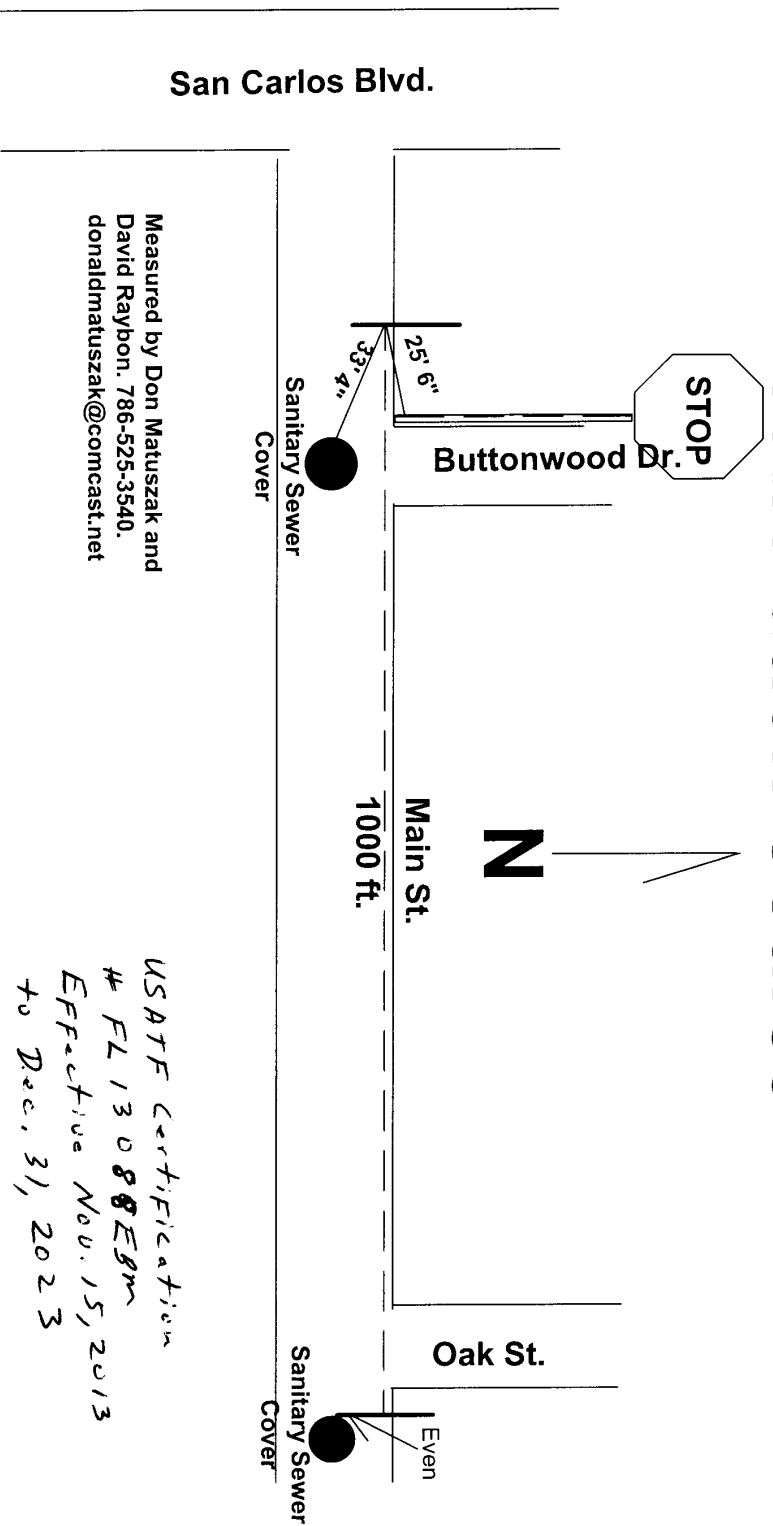 San Carlos Blvd.
STOP
Buttonwood Dr.
25' 6"
33' 4"
Sanitary Sewer
Cover
Measured by Don Matuszak and
David Raybon. 786-525-3540.
donaldmatuszak@comcast.net
N
Main St.
1000 ft.
Oak St.
Even
Sanitary Sewer
Cover
USATF Certification
# FL 13088EBM
Effective Nov. 15, 2013
to Dec. 31, 2023